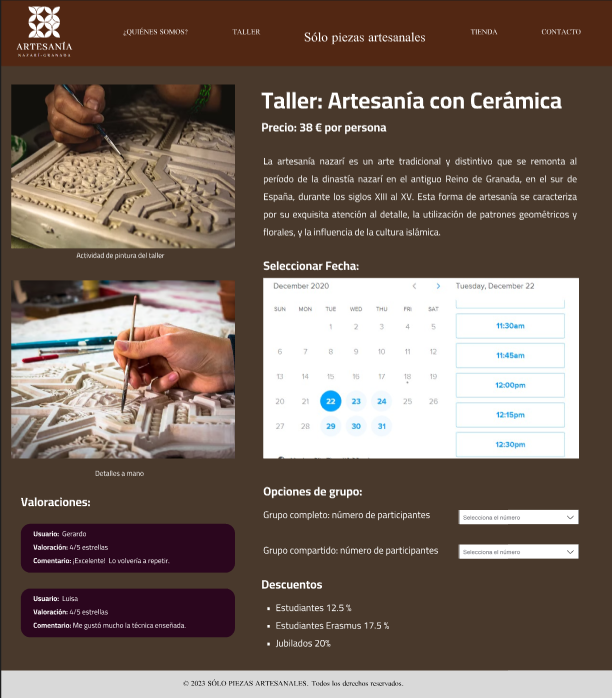 ARTESANÍA
NAZARÍ-GRANADA
¿QUIÉNES SOMOS?
TALLER
Sólo piezas artesanales
TIENDA
CONTACTO
Actividad de pintura del taller
Detalles a mano
Valoraciones:
Usuario: Gerardo
Valoración: 4/5 estrellas
Comentario: ¡Excelente! Lo volvería a repetir.
Usuario: Luisa
Valoración: 4/5 estrellas
Comentario: Me gustó mucho la técnica enseñada.
Taller: Artesanía con Cerámica
Precio: 38 € por persona
La artesanía nazarí es un arte tradicional y distintivo que se remonta al
período de la dinastía nazarí en el antiguo Reino de Granada, en el sur de
España, durante los siglos XIII al XV. Esta forma de artesanía se caracteriza
por su exquisita atención al detalle, la utilización de patrones geométricos y
florales, y la influencia de la cultura islámica.
Seleccionar Fecha:
December 2020
SUN MON TUE WED THU FRI SAT
1 2 3 4 5
6 7 8 9 10 11 12
13 14 15 16 17 18 19
20 21 22 23 24 25 26
27 28 29 30 31
Tuesday, December 22
11:30am
11:45am
12:00pm
12:15pm
12:30pm
Opciones de grupo:
Grupo completo: número de participantes
Selecciona el número
Grupo compartido: número de participantes
Selecciona el número
Descuentos
• Estudiantes 12.5 %
• Estudiantes Erasmus 17.5 %
• Jubilados 20%
© 2023 SÓLO PIEZAS ARTESANALES. Todos los derechos reservados.